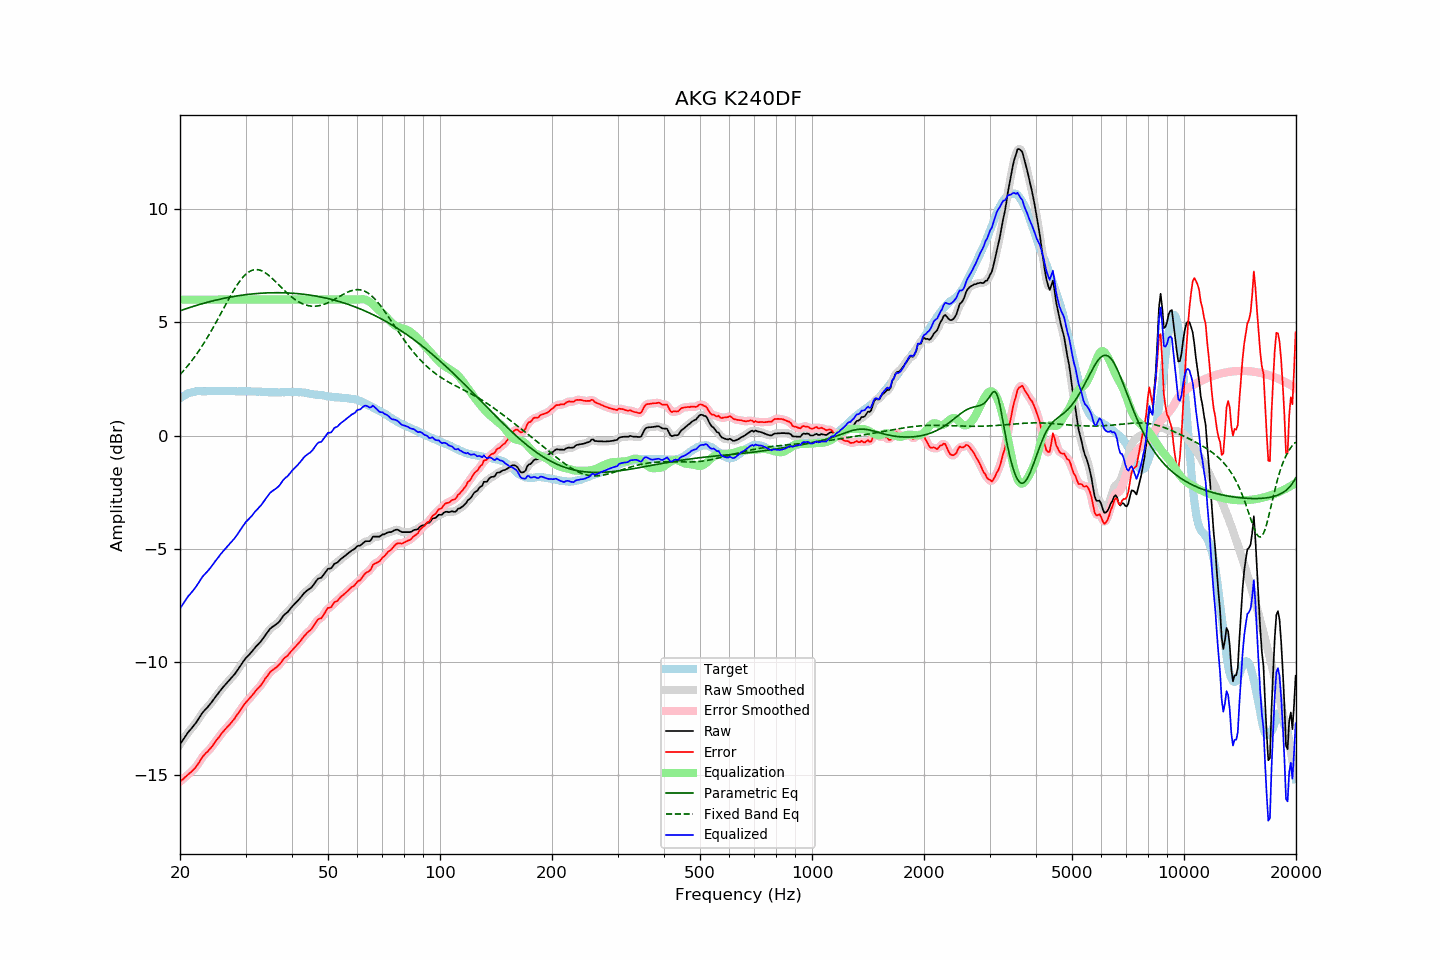 AKG K240DF
Amplitude (dBr)
10
5
0
−5
−10
−15
Target
Raw Smoothed
Error Smoothed
Raw
Error
Equalization
Parametric Eq
Fixed Band Eq
Equalized
20 50 100 200 500 1000 2000 5000 10000 20000
Frequency (Hz)